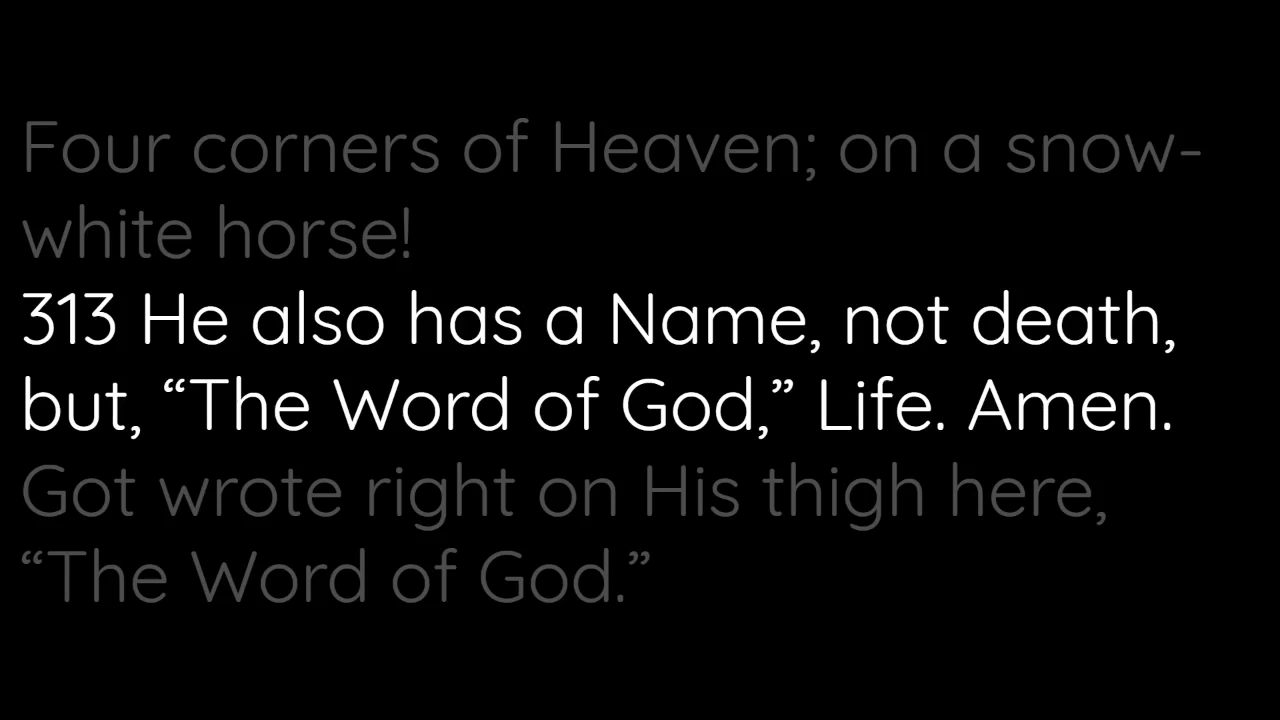 Four corners of Heaven; on a snow-
white horse!
313 He also has a Name, not death,
but, “The Word of God,” Life. Amen.
Got wrote right on His thigh here,
“The Word of God.”